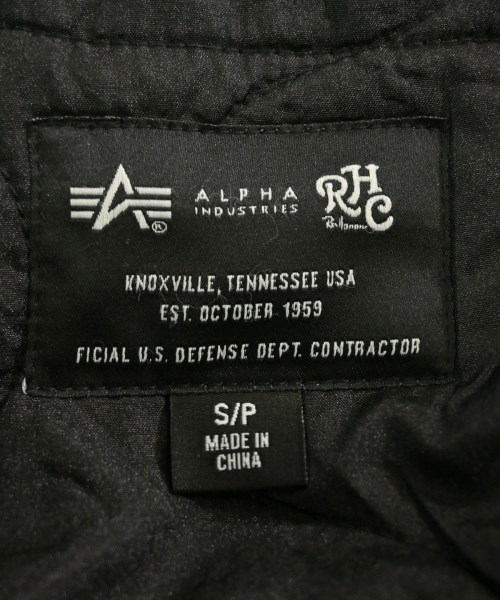 A ® ALPHA INDUSTRIES RHC Ron Herman
KNOXVILLE, TENNESSEE USA
EST. OCTOBER 1959
FICIAL U.S. DEFENSE DEPT. CONTRACTOR
S/P
MADE IN
CHINA